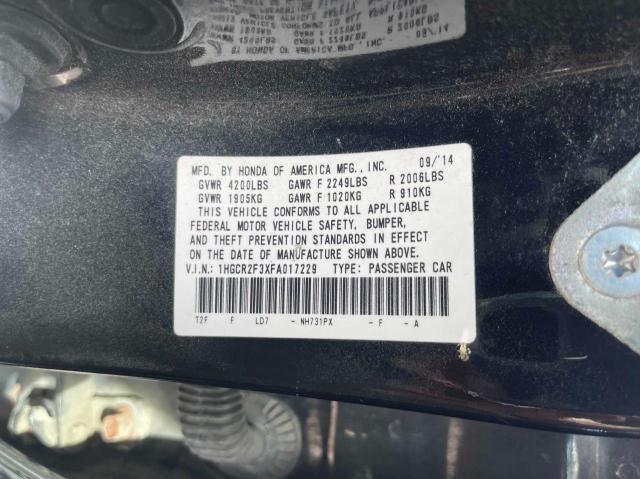 MFD. BY HONDA OF AMERICA MFG., INC. 09/'14
GVWR 4200LBS GAWR F 2249LBS R 2006LBS
GVWR 1905KG GAWR F 1020KG R 910KG
THIS VEHICLE CONFORMS TO ALL APPLICABLE
FEDERAL MOTOR VEHICLE SAFETY, BUMPER,
AND THEFT PREVENTION STANDARDS IN EFFECT
ON THE DATE OF MANUFACTURE SHOWN ABOVE.
V.I.N.: 1HGCR2F3XFA017229 TYPE: PASSENGER CAR
T2F F LD7 - NH731PX - F - A